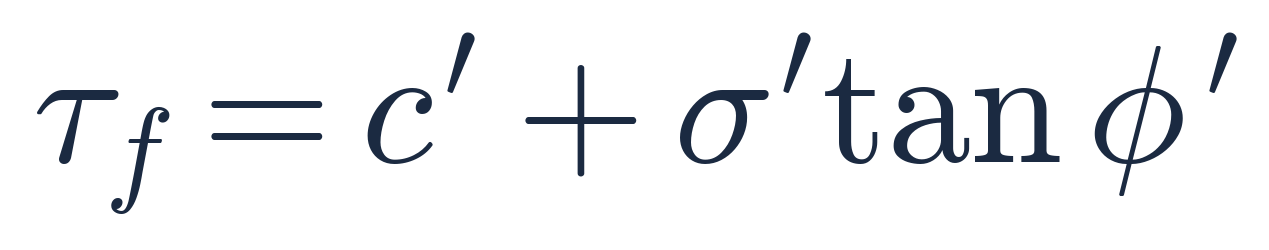 τ_f = c′ + σ′ tan ϕ′